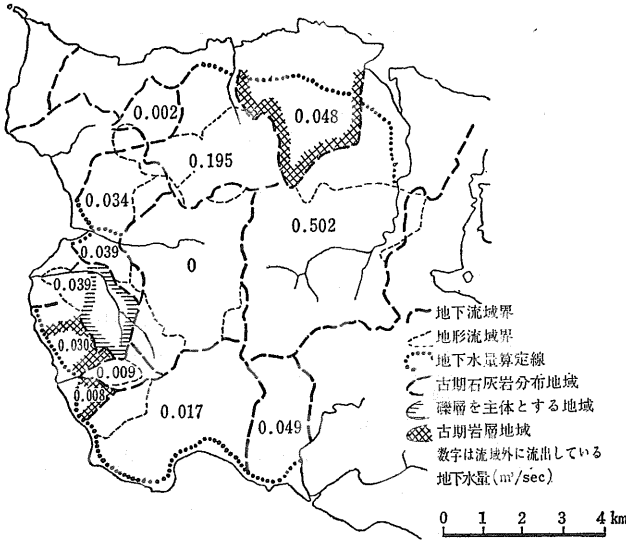 0.002
0.048
0.195
0.034
0.502
0.039
0
0.039
0.030
0.009
0.008
0.017
0.049
地下流域界
地形流域界
地下水量算定線
古期石灰岩分布地域
礫層を主体とする地域
古期岩層地域
数字は流域外に流出している
地下水量(m³/sec)
0 1 2 3 4 km